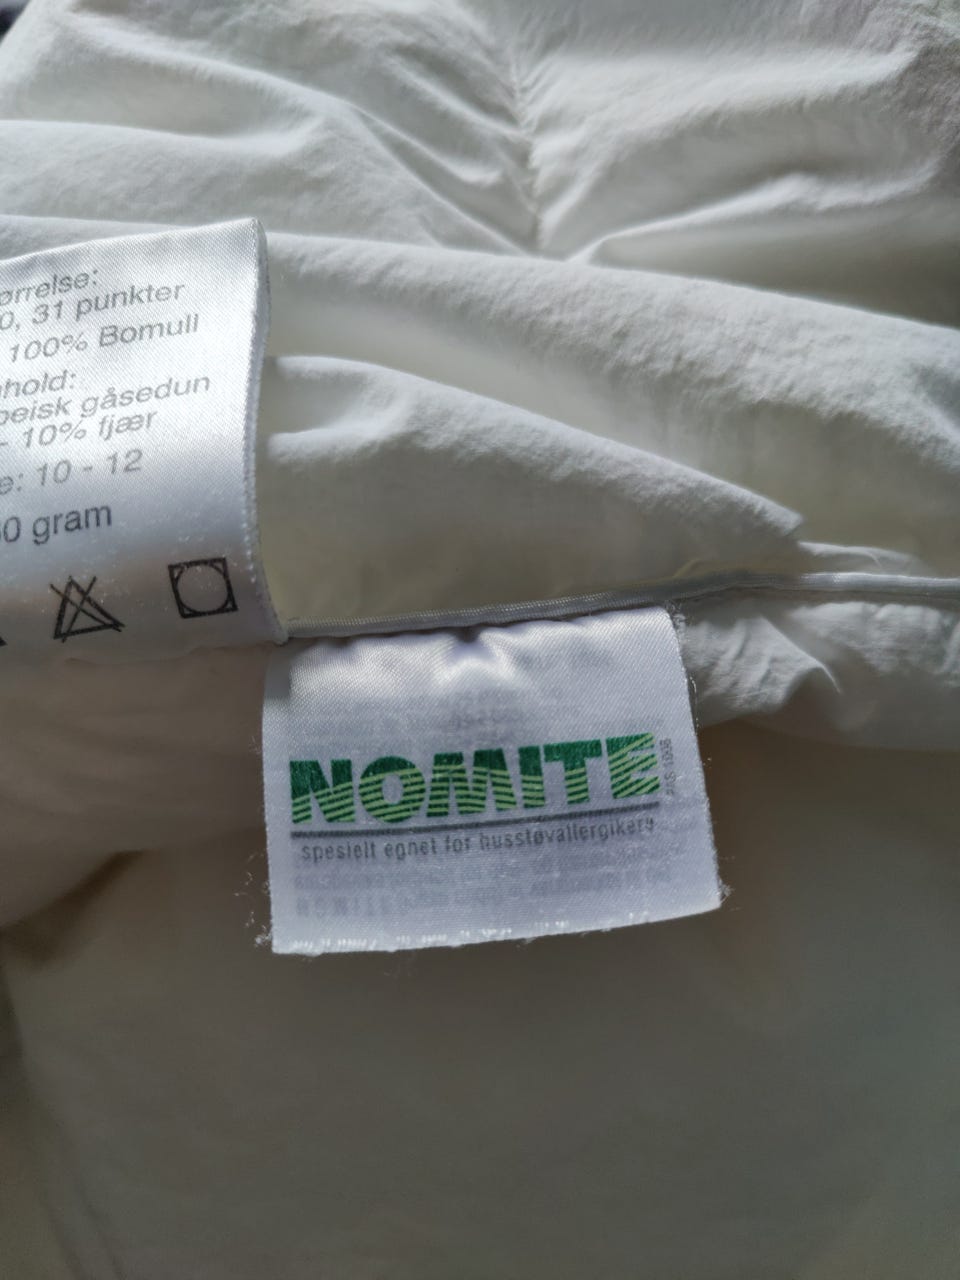 ørrelse:
0, 31 punkter
100% Bomull
hold:
peisk gåsedun
- 10% fjær
e: 10 - 12
0 gram
NOMITE
spesielt egnet for husstøvallergikere